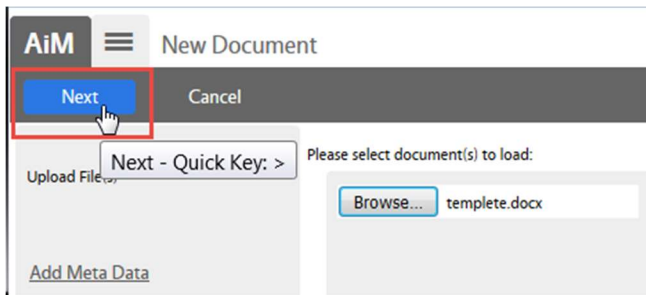 AiM New Document
Next Cancel
Next - Quick Key: >
Please select document(s) to load:
Upload File(s)
Browse... templete.docx
Add Meta Data